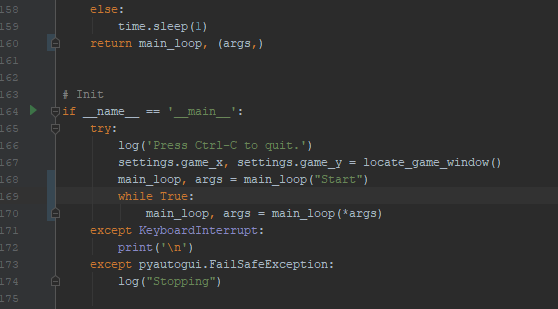 158 else:
159 time.sleep(1)
160 return main_loop, (args,)
161
162
163 # Init
164 if __name__ == '__main__':
165 try:
166 log('Press Ctrl-C to quit.')
167 settings.game_x, settings.game_y = locate_game_window()
168 main_loop, args = main_loop("Start")
169 while True:
170 main_loop, args = main_loop(*args)
171 except KeyboardInterrupt:
172 print('\n')
173 except pyautogui.FailSafeException:
174 log("Stopping")
175